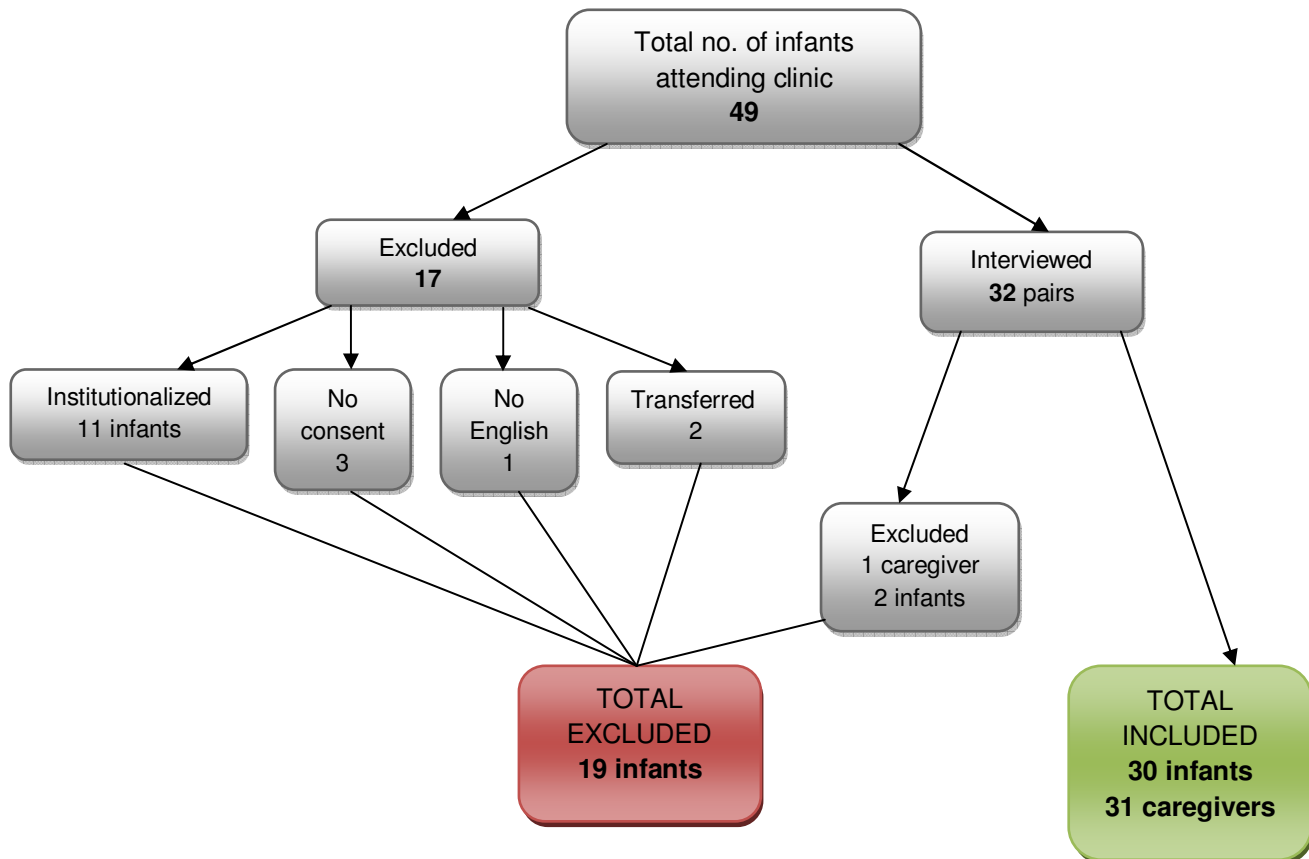 Total no. of infants
attending clinic
49
Excluded
17
Interviewed
32 pairs
Institutionalized
11 infants
No
consent
3
No
English
1
Transferred
2
Excluded
1 caregiver
2 infants
TOTAL
EXCLUDED
19 infants
TOTAL
INCLUDED
30 infants
31 caregivers